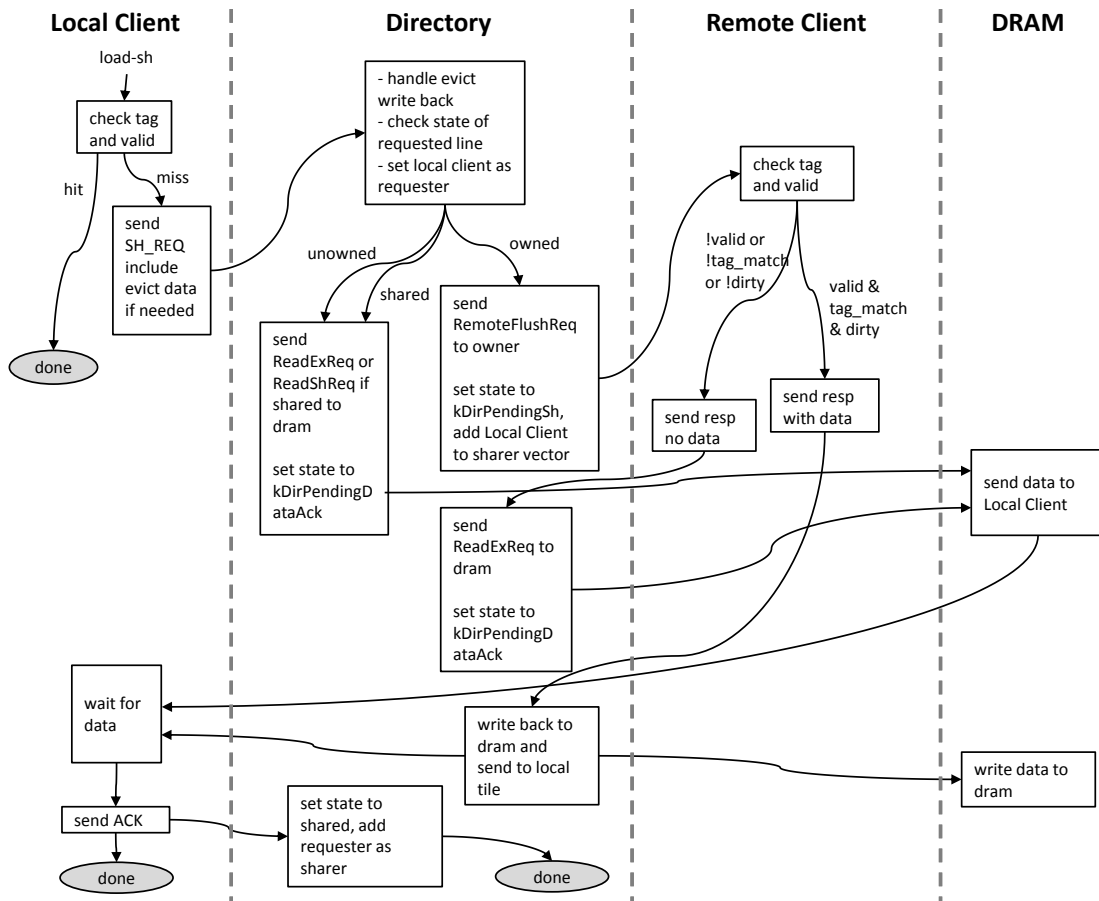 Local Client
Directory
Remote Client
DRAM
load-sh
check tag
and valid
hit
miss
send
SH_REQ
include
evict data
if needed
done
- handle evict
write back
- check state of
requested line
- set local client as
requester
unowned
shared
owned
send
ReadExReq or
ReadShReq if
shared to
dram
set state to
kDirPendingD
ataAck
send
RemoteFlushReq
to owner
set state to
kDirPendingSh,
add Local Client
to sharer vector
check tag
and valid
!valid or
!tag_match
or !dirty
valid &
tag_match
& dirty
send resp
no data
send resp
with data
send
ReadExReq to
dram
set state to
kDirPendingD
ataAck
send data to
Local Client
wait for
data
write back to
dram and
send to local
tile
write data to
dram
send ACK
set state to
shared, add
requester as
sharer
done
done